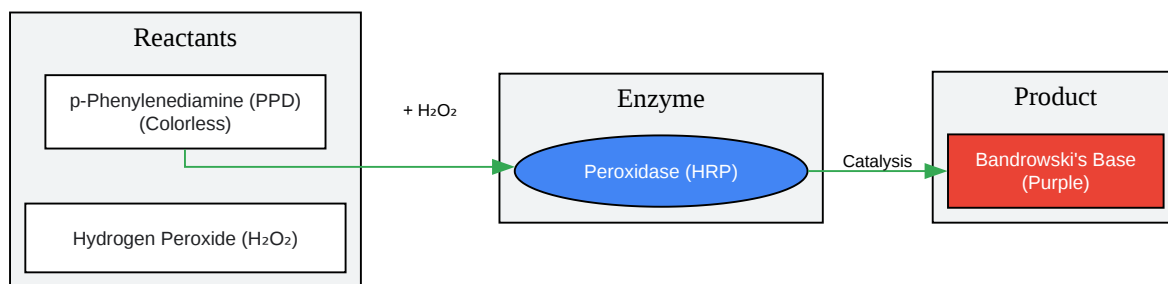 Reactants
p-Phenylenediamine (PPD)
(Colorless)
Hydrogen Peroxide (H₂O₂)
+ H₂O₂
Enzyme
Peroxidase (HRP)
Catalysis
Product
Bandrowski's Base
(Purple)